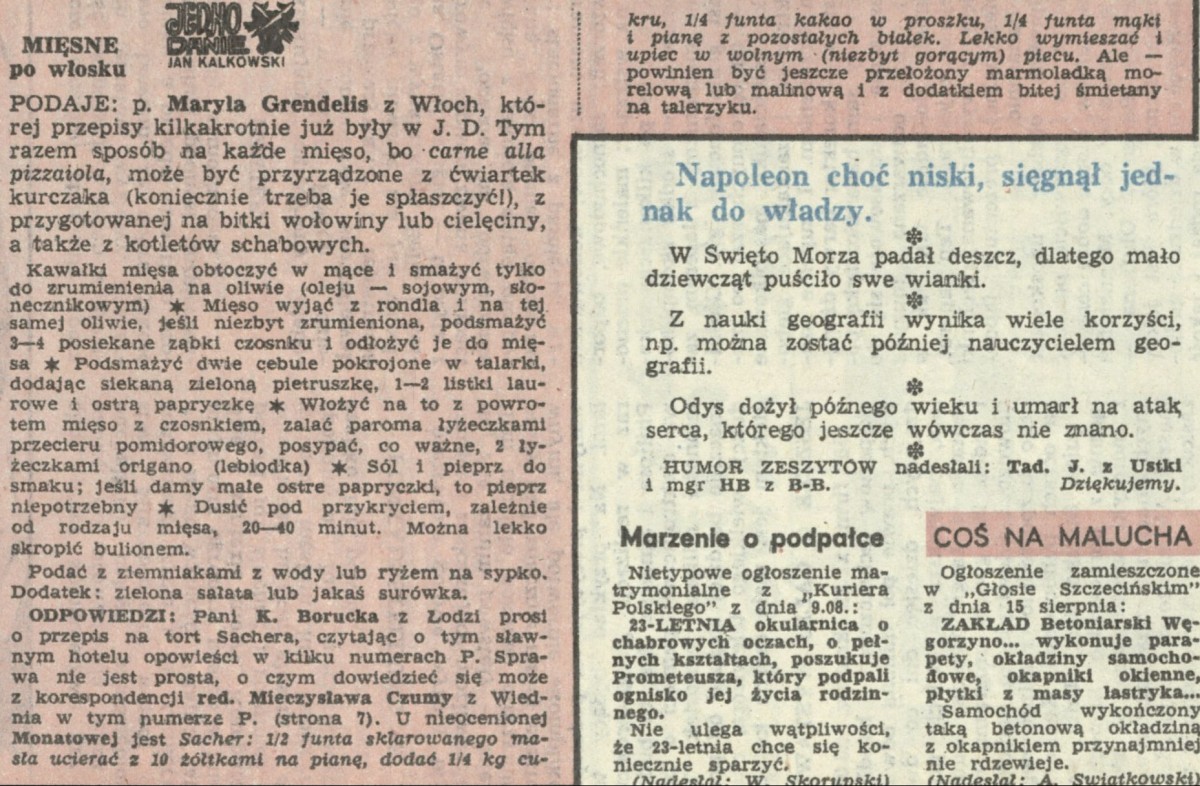 MIĘSNE
po włosku
JEDNO
DANIE
JAN KALKOWSKI
PODAJE: p. Maryla Grendelis z Włoch, któ-
rej przepisy kilkakrotnie już były w J. D. Tym
razem sposób na każde mięso, bo carne alla
pizzaiola, może być przyrządzone z ćwiartek
kurczaka (koniecznie trzeba je spłaszczyć!), z
przygotowanej na bitki wołowiny lub cielęciny,
a także z kotletów schabowych.
Kawałki mięsa obtoczyć w mące i smażyć tylko
do zrumienienia na oliwie (oleju — sojowym, sło-
necznikowym) ✶ Mięso wyjąć z rondla i na tej
samej oliwie, jeśli niezbyt zrumieniona, podsmażyć
3—4 posiekane ząbki czosnku i odłożyć je do mię-
sa ✶ Podsmażyć dwie cebule pokrojone w talarki,
dodając siekaną zieloną pietruszkę, 1—2 listki lau-
rowe i ostrą papryczkę ✶ Włożyć na to z powro-
tem mięso z czosnkiem, zalać paroma łyżeczkami
przecieru pomidorowego, posypać, co ważne, 2 ły-
żeczkami origano (lebiodka) ✶ Sól i pieprz do
smaku; jeśli damy małe ostre papryczki, to pieprz
niepotrzebny ✶ Dusić pod przykryciem, zależnie
od rodzaju mięsa, 20—40 minut. Można lekko
skropić bulionem.
Podać z ziemniakami z wody lub ryżem na sypko.
Dodatek: zielona sałata lub jakaś surówka.
ODPOWIEDZI: Pani K. Borucka z Łodzi prosi
o przepis na tort Sachera, czytając o tym sław-
nym hotelu opowieści w kilku numerach P. Spra-
wa nie jest prosta, o czym dowiedzieć się może
z korespondencji red. Mieczysława Czumy z Wied-
nia w tym numerze P. (strona 7). U nieocenionej
Monatowej jest Sacher: 1/2 funta sklarowanego ma-
sła ucierać z 10 żółtkami na pianę, dodać 1/4 kg cu-
kru, 1/4 funta kakao w proszku, 1/4 funta mąki
i pianę z pozostałych białek. Lekko wymieszać i
upiec w wolnym (niezbyt gorącym) piecu. Ale —
powinien być jeszcze przełożony marmoladką mo-
relową lub malinową i z dodatkiem bitej śmietany
na talerzyku.
Napoleon choć niski, sięgnął jed-
nak do władzy.
✽
W Święto Morza padał deszcz, dlatego mało
dziewcząt puściło swe wianki.
✽
Z nauki geografii wynika wiele korzyści,
np. można zostać później nauczycielem geo-
grafii.
✽
Odys dożył późnego wieku i umarł na atak
serca, którego jeszcze wówczas nie znano.
✽
HUMOR ZESZYTÓW nadesłali: Tad. J. z Ustki
i mgr HB z B-B. Dziękujemy.
Marzenie o podpałce
Nietypowe ogłoszenie ma-
trymonialne z „Kuriera
Polskiego” z dnia 9.08.:
23-LETNIA okularnica o
chabrowych oczach, o peł-
nych kształtach, poszukuje
Prometeusza, który podpali
ognisko jej życia rodzin-
nego.
Nie ulega wątpliwości,
że 23-letnia chce się ko-
niecznie sparzyć.
(Nadesłał: W. Skorupski)
COŚ NA MALUCHA
Ogłoszenie zamieszczone
w „Głosie Szczecińskim”
z dnia 15 sierpnia:
ZAKŁAD Betoniarski Wę-
gorzyno... wykonuje para-
pety, okładziny samocho-
dowe, okapniki okienne,
płytki z masy lastryka...
Samochód wykończony
taką betonową okładziną
z okapnikiem przynajmniej
nie rdzewieje.
(Nadesłał: A. Swiatkowski)